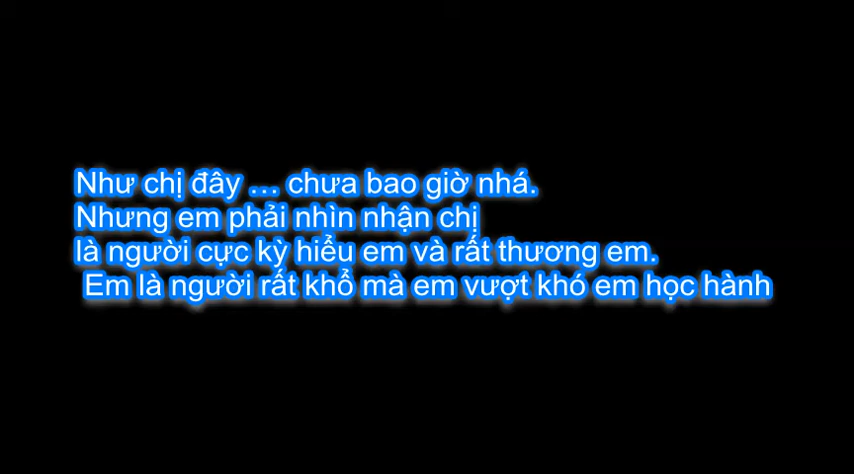 Như chị đây … chưa bao giờ nhá.
Nhưng em phải nhìn nhận chị
là người cực kỳ hiểu em và rất thương em.
Em là người rất khổ mà em vượt khó em học hành